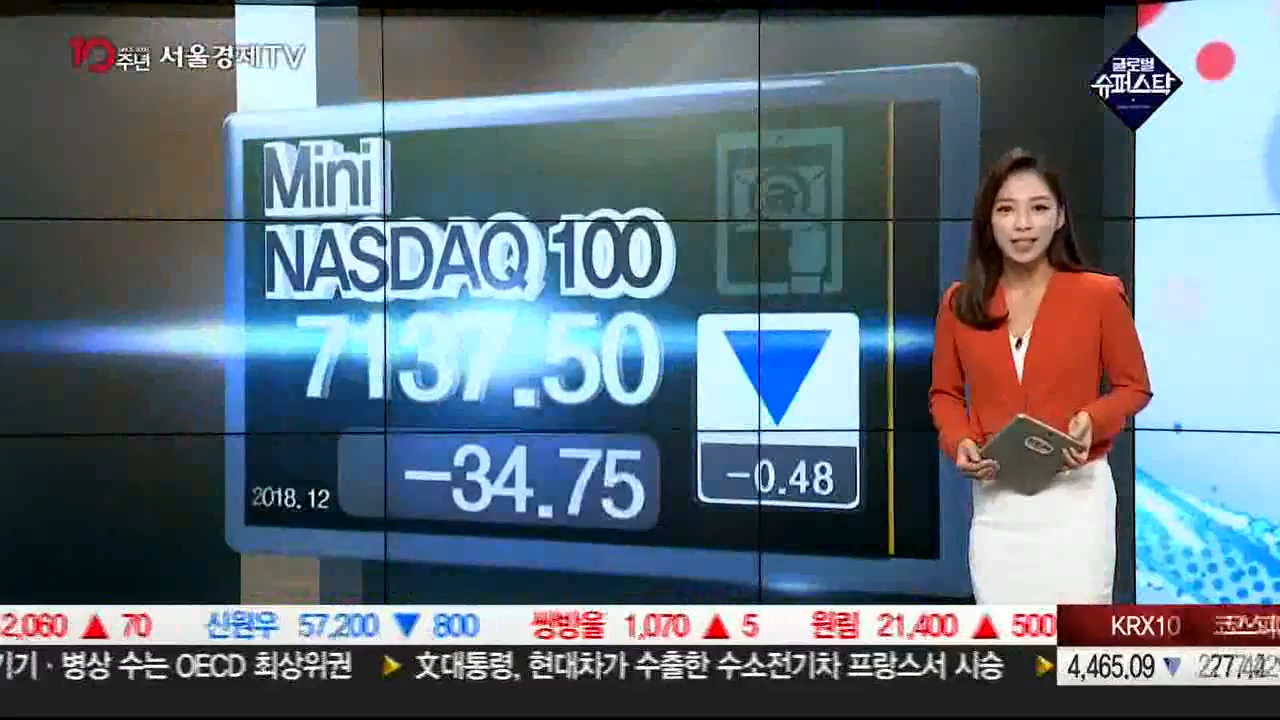 10주년 서울경제TV
글로벌
슈퍼스탁
Mini
NASDAQ 100
7137.50
-34.75
-0.48
2018. 12
2,060 ▲ 70 신원우 57,200 ▼ 800 쌍방울 1,070 ▲ 5 원림 21,400 ▲ 500
KRX10
기기·병상 수는 OECD 최상위권 ▶ 文대통령, 현대차가 수출한 수소전기차 프랑스서 시승 ▶
4,465.09 ▼